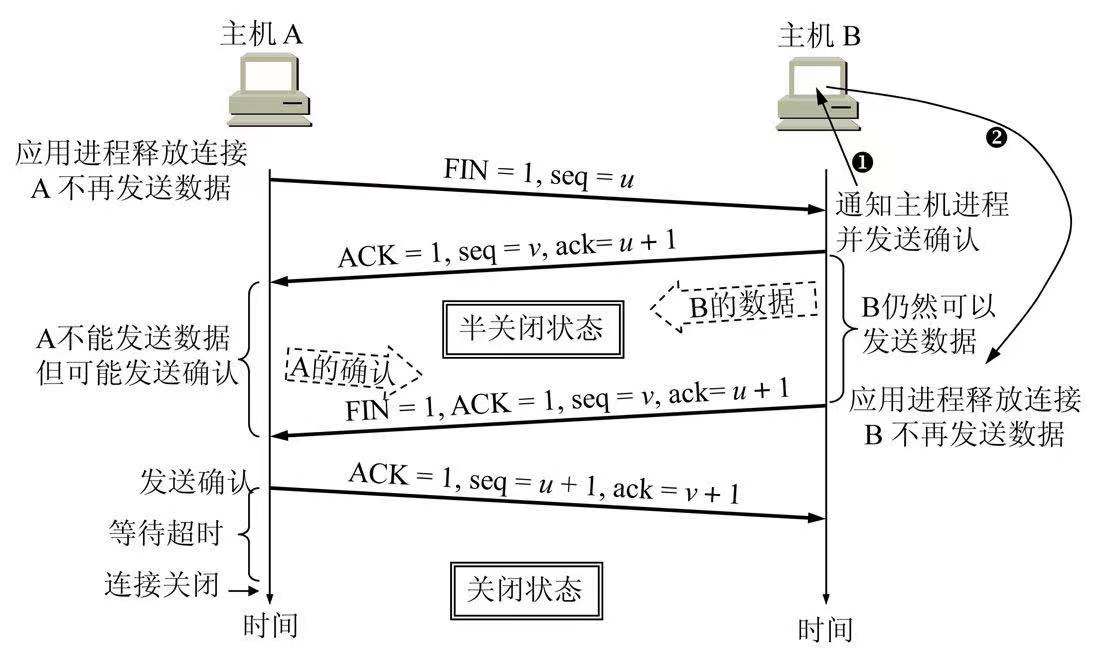 主机 A
主机 B
应用进程释放连接
A 不再发送数据
FIN = 1, seq = u
❶
❷
通知主机进程
并发送确认
ACK = 1, seq = v, ack= u + 1
B的数据
B仍然可以
发送数据
半关闭状态
A不能发送数据
但可能发送确认
A的确认
FIN = 1, ACK = 1, seq = v, ack= u + 1
应用进程释放连接
B 不再发送数据
发送确认
ACK = 1, seq = u + 1, ack = v + 1
等待超时
连接关闭
关闭状态
时间
时间